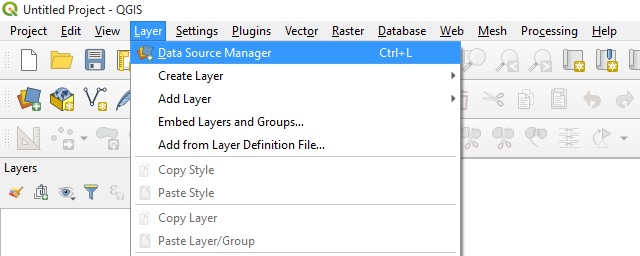 Untitled Project - QGIS
Project Edit View Layer Settings Plugins Vector Raster Database Web Mesh Processing Help
Data Source Manager Ctrl+L
Create Layer
Add Layer
Embed Layers and Groups...
Add from Layer Definition File...
Layers
Copy Style
Paste Style
Copy Layer
Paste Layer/Group